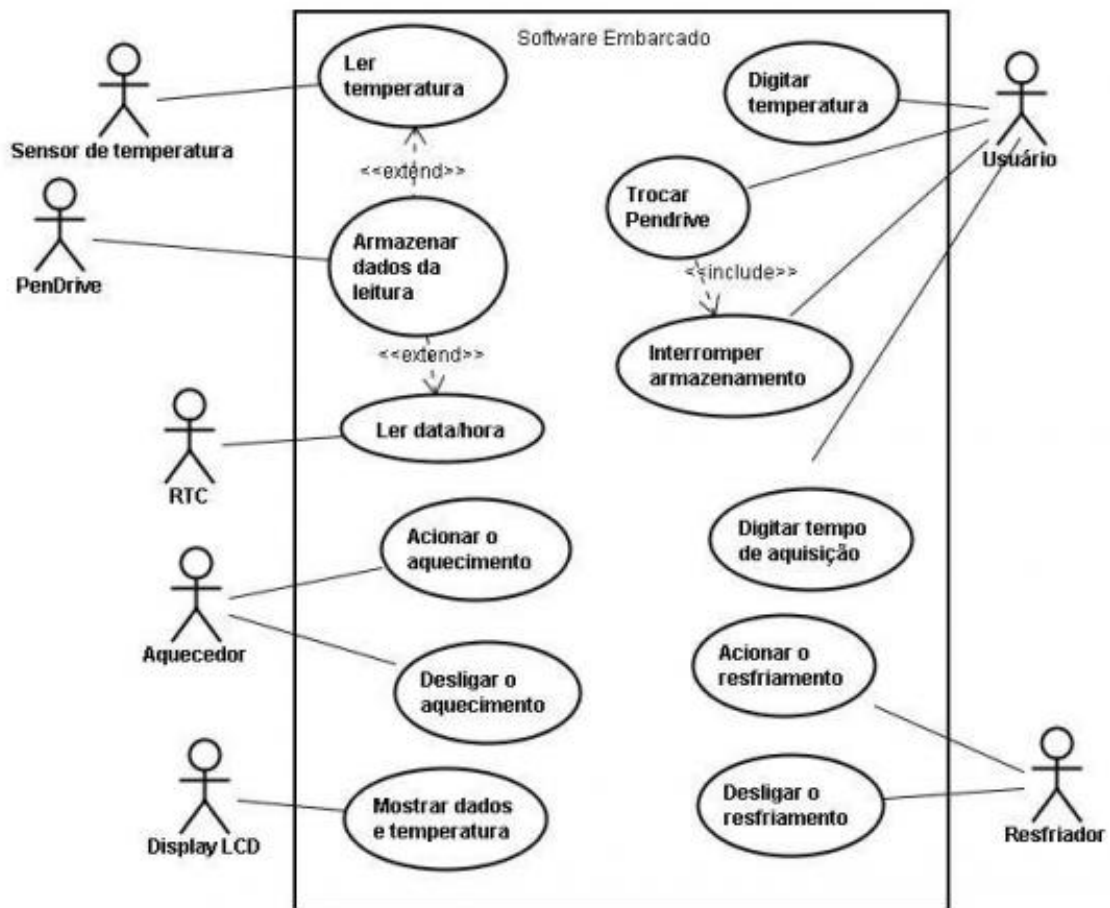 Software Embarcado
Ler
temperatura
Digitar
temperatura
Sensor de temperatura
Usuário
<<extend>>
Trocar
Pendrive
Armazenar
dados da
leitura
PenDrive
<<include>>
Interromper
armazenamento
<<extend>>
Ler data/hora
RTC
Acionar o
aquecimento
Digitar tempo
de aquisição
Aquecedor
Desligar o
aquecimento
Acionar o
resfriamento
Mostrar dados
e temperatura
Display LCD
Desligar o
resfriamento
Resfriador